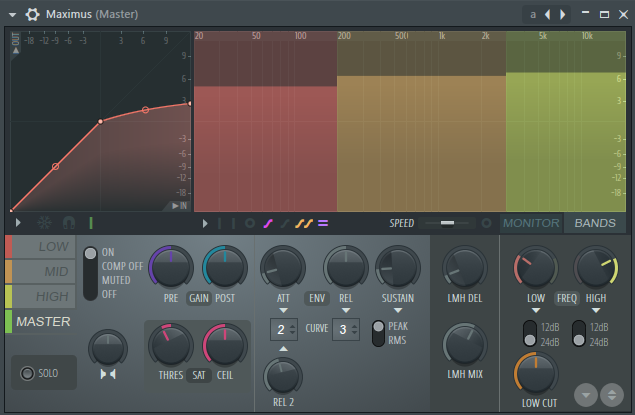 Maximus (Master)
a
OUT
-18 -12 -9 -6 -3 3 6 9
9
6
3
-3
-6
-9
-12
-18
IN
20 50 100 200 500 1k 2k 5k 10k
9
6
3
-3
-6
-9
-12
-18
SPEED
MONITOR BANDS
LOW
MID
HIGH
MASTER
SOLO
ON
COMP OFF
MUTED
OFF
PRE GAIN POST
THRES SAT CEIL
ATT ENV REL SUSTAIN
2 CURVE 3
PEAK
RMS
REL 2
LMH DEL
LMH MIX
LOW FREQ HIGH
12dB
24dB
12dB
24dB
LOW CUT